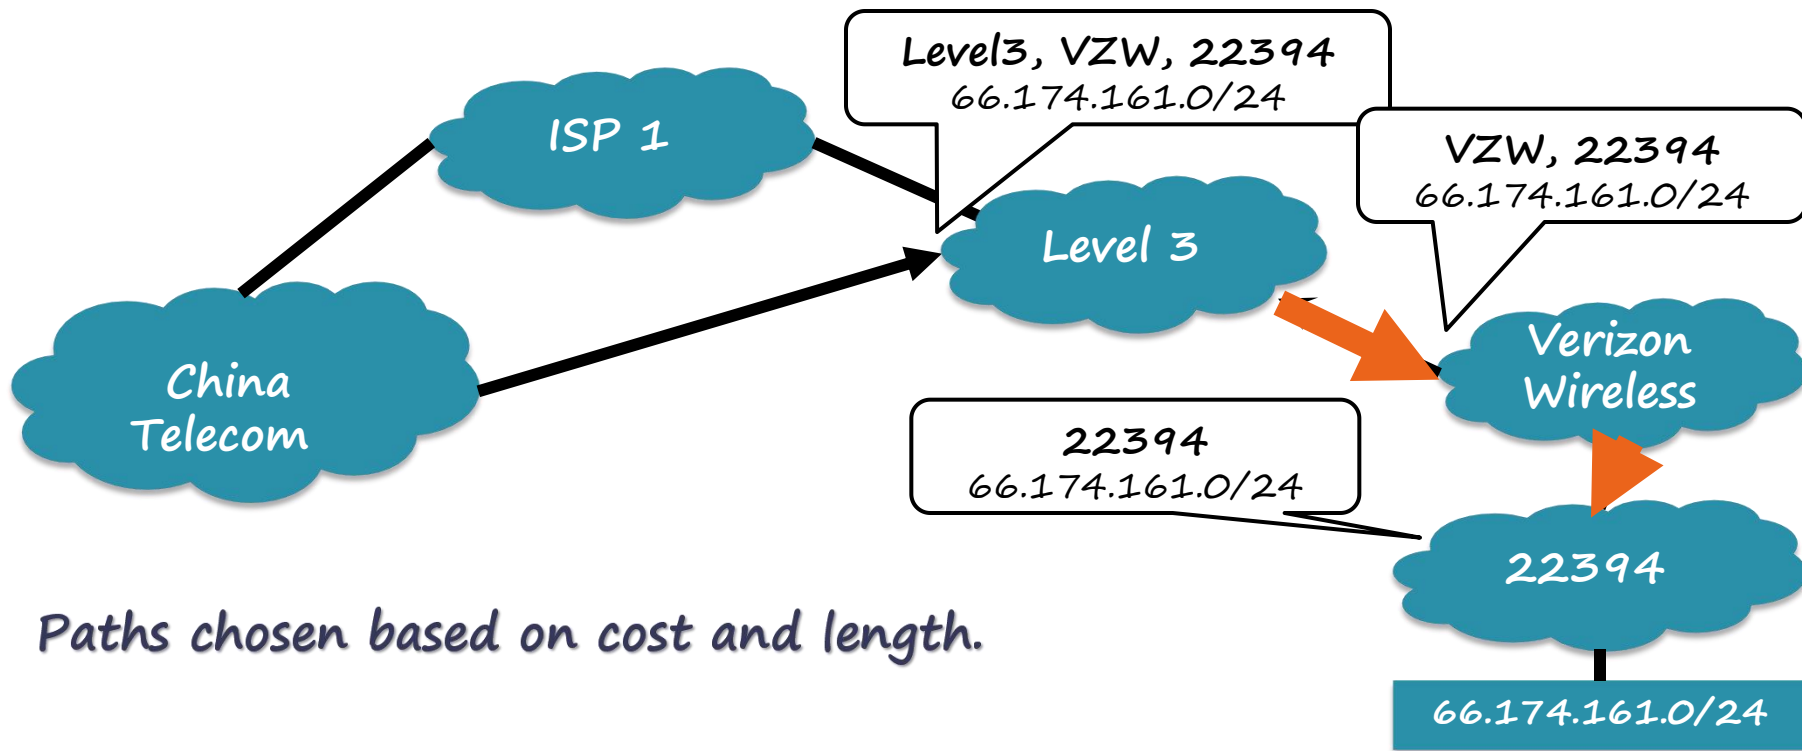 Level3, VZW, 22394
66.174.161.0/24
ISP 1
VZW, 22394
66.174.161.0/24
Level 3
China
Telecom
Verizon
Wireless
22394
66.174.161.0/24
22394
Paths chosen based on cost and length.
66.174.161.0/24